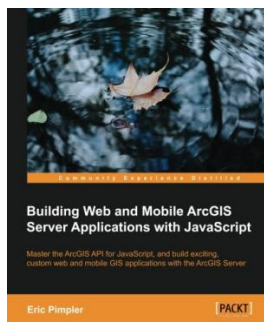 Community Experience Distilled
Building Web and Mobile ArcGIS
Server Applications with JavaScript
Master the ArcGIS API for JavaScript, and build exciting,
custom web and mobile GIS applications with the ArcGIS Server
Eric Pimpler
[PACKT]
PUBLISHING